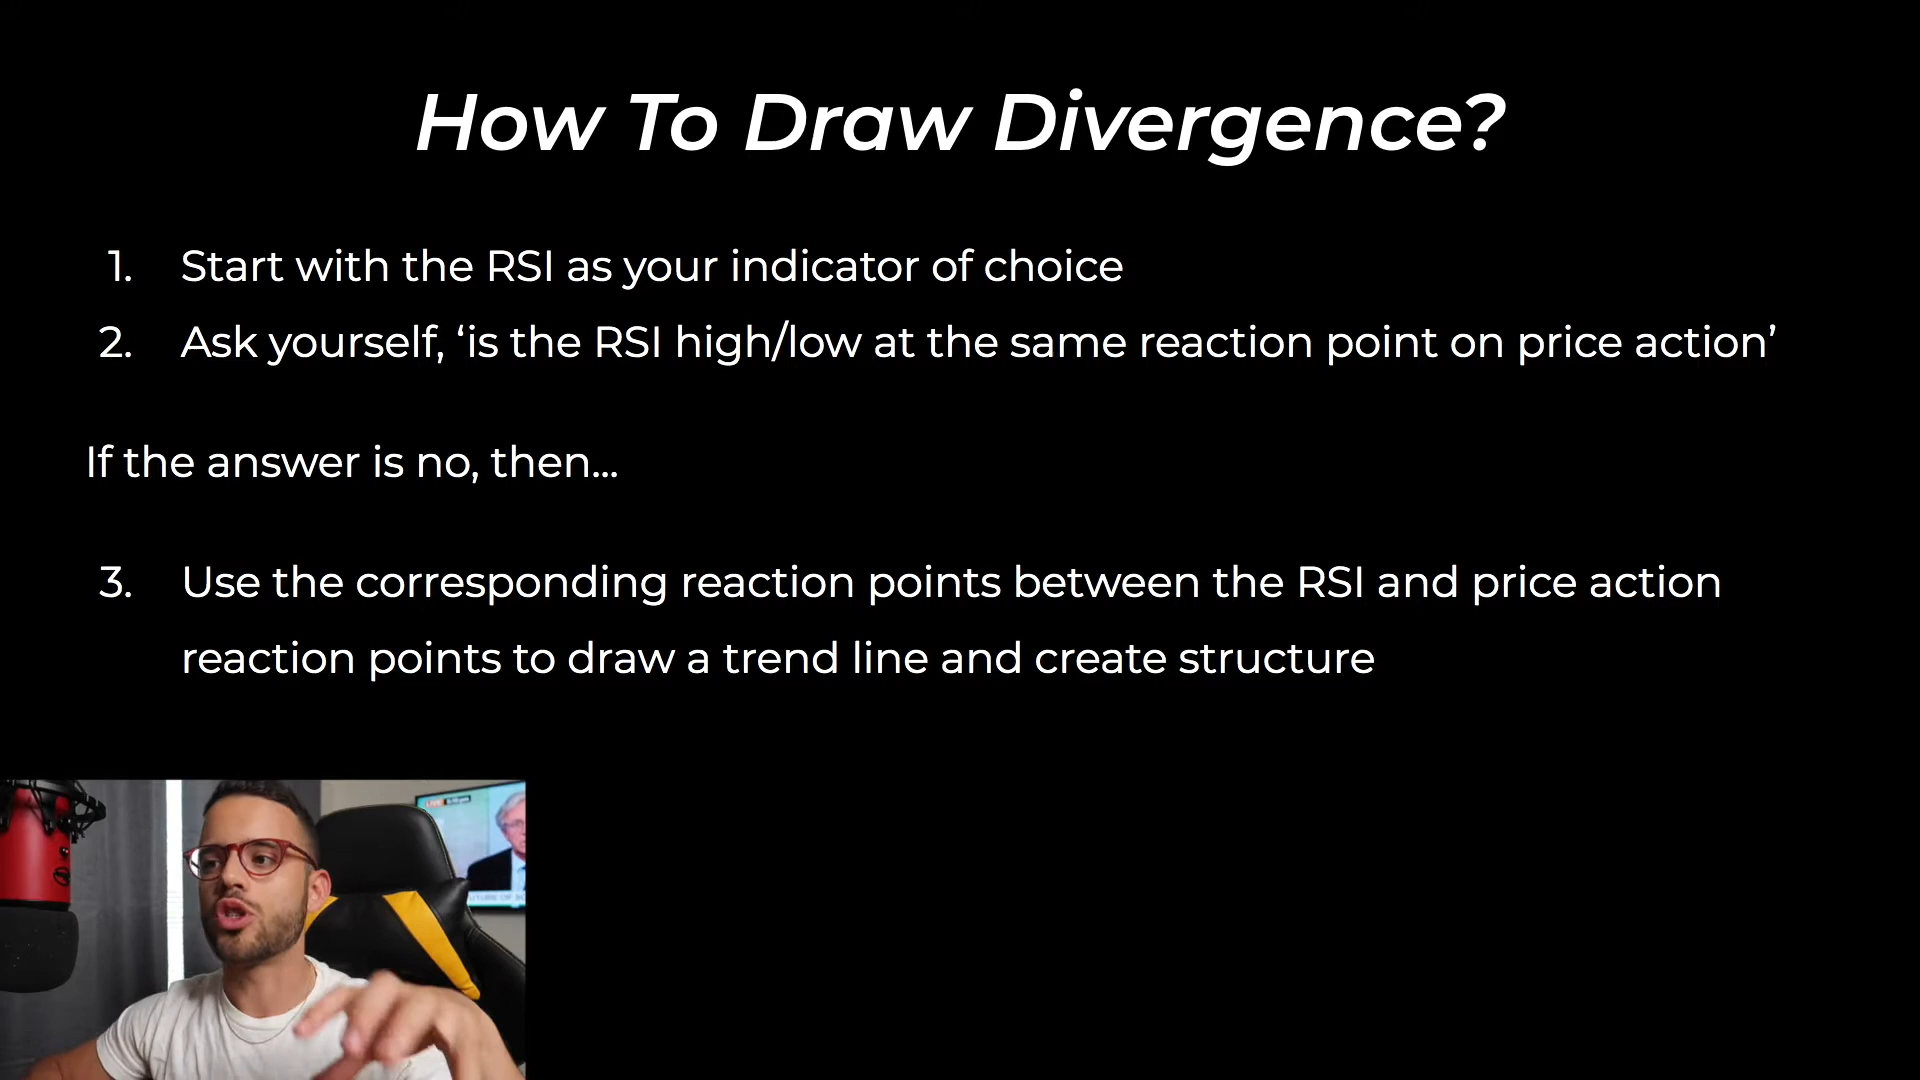 How To Draw Divergence?
1. Start with the RSI as your indicator of choice
2. Ask yourself, ‘is the RSI high/low at the same reaction point on price action’
If the answer is no, then...
3. Use the corresponding reaction points between the RSI and price action
reaction points to draw a trend line and create structure
LIVE